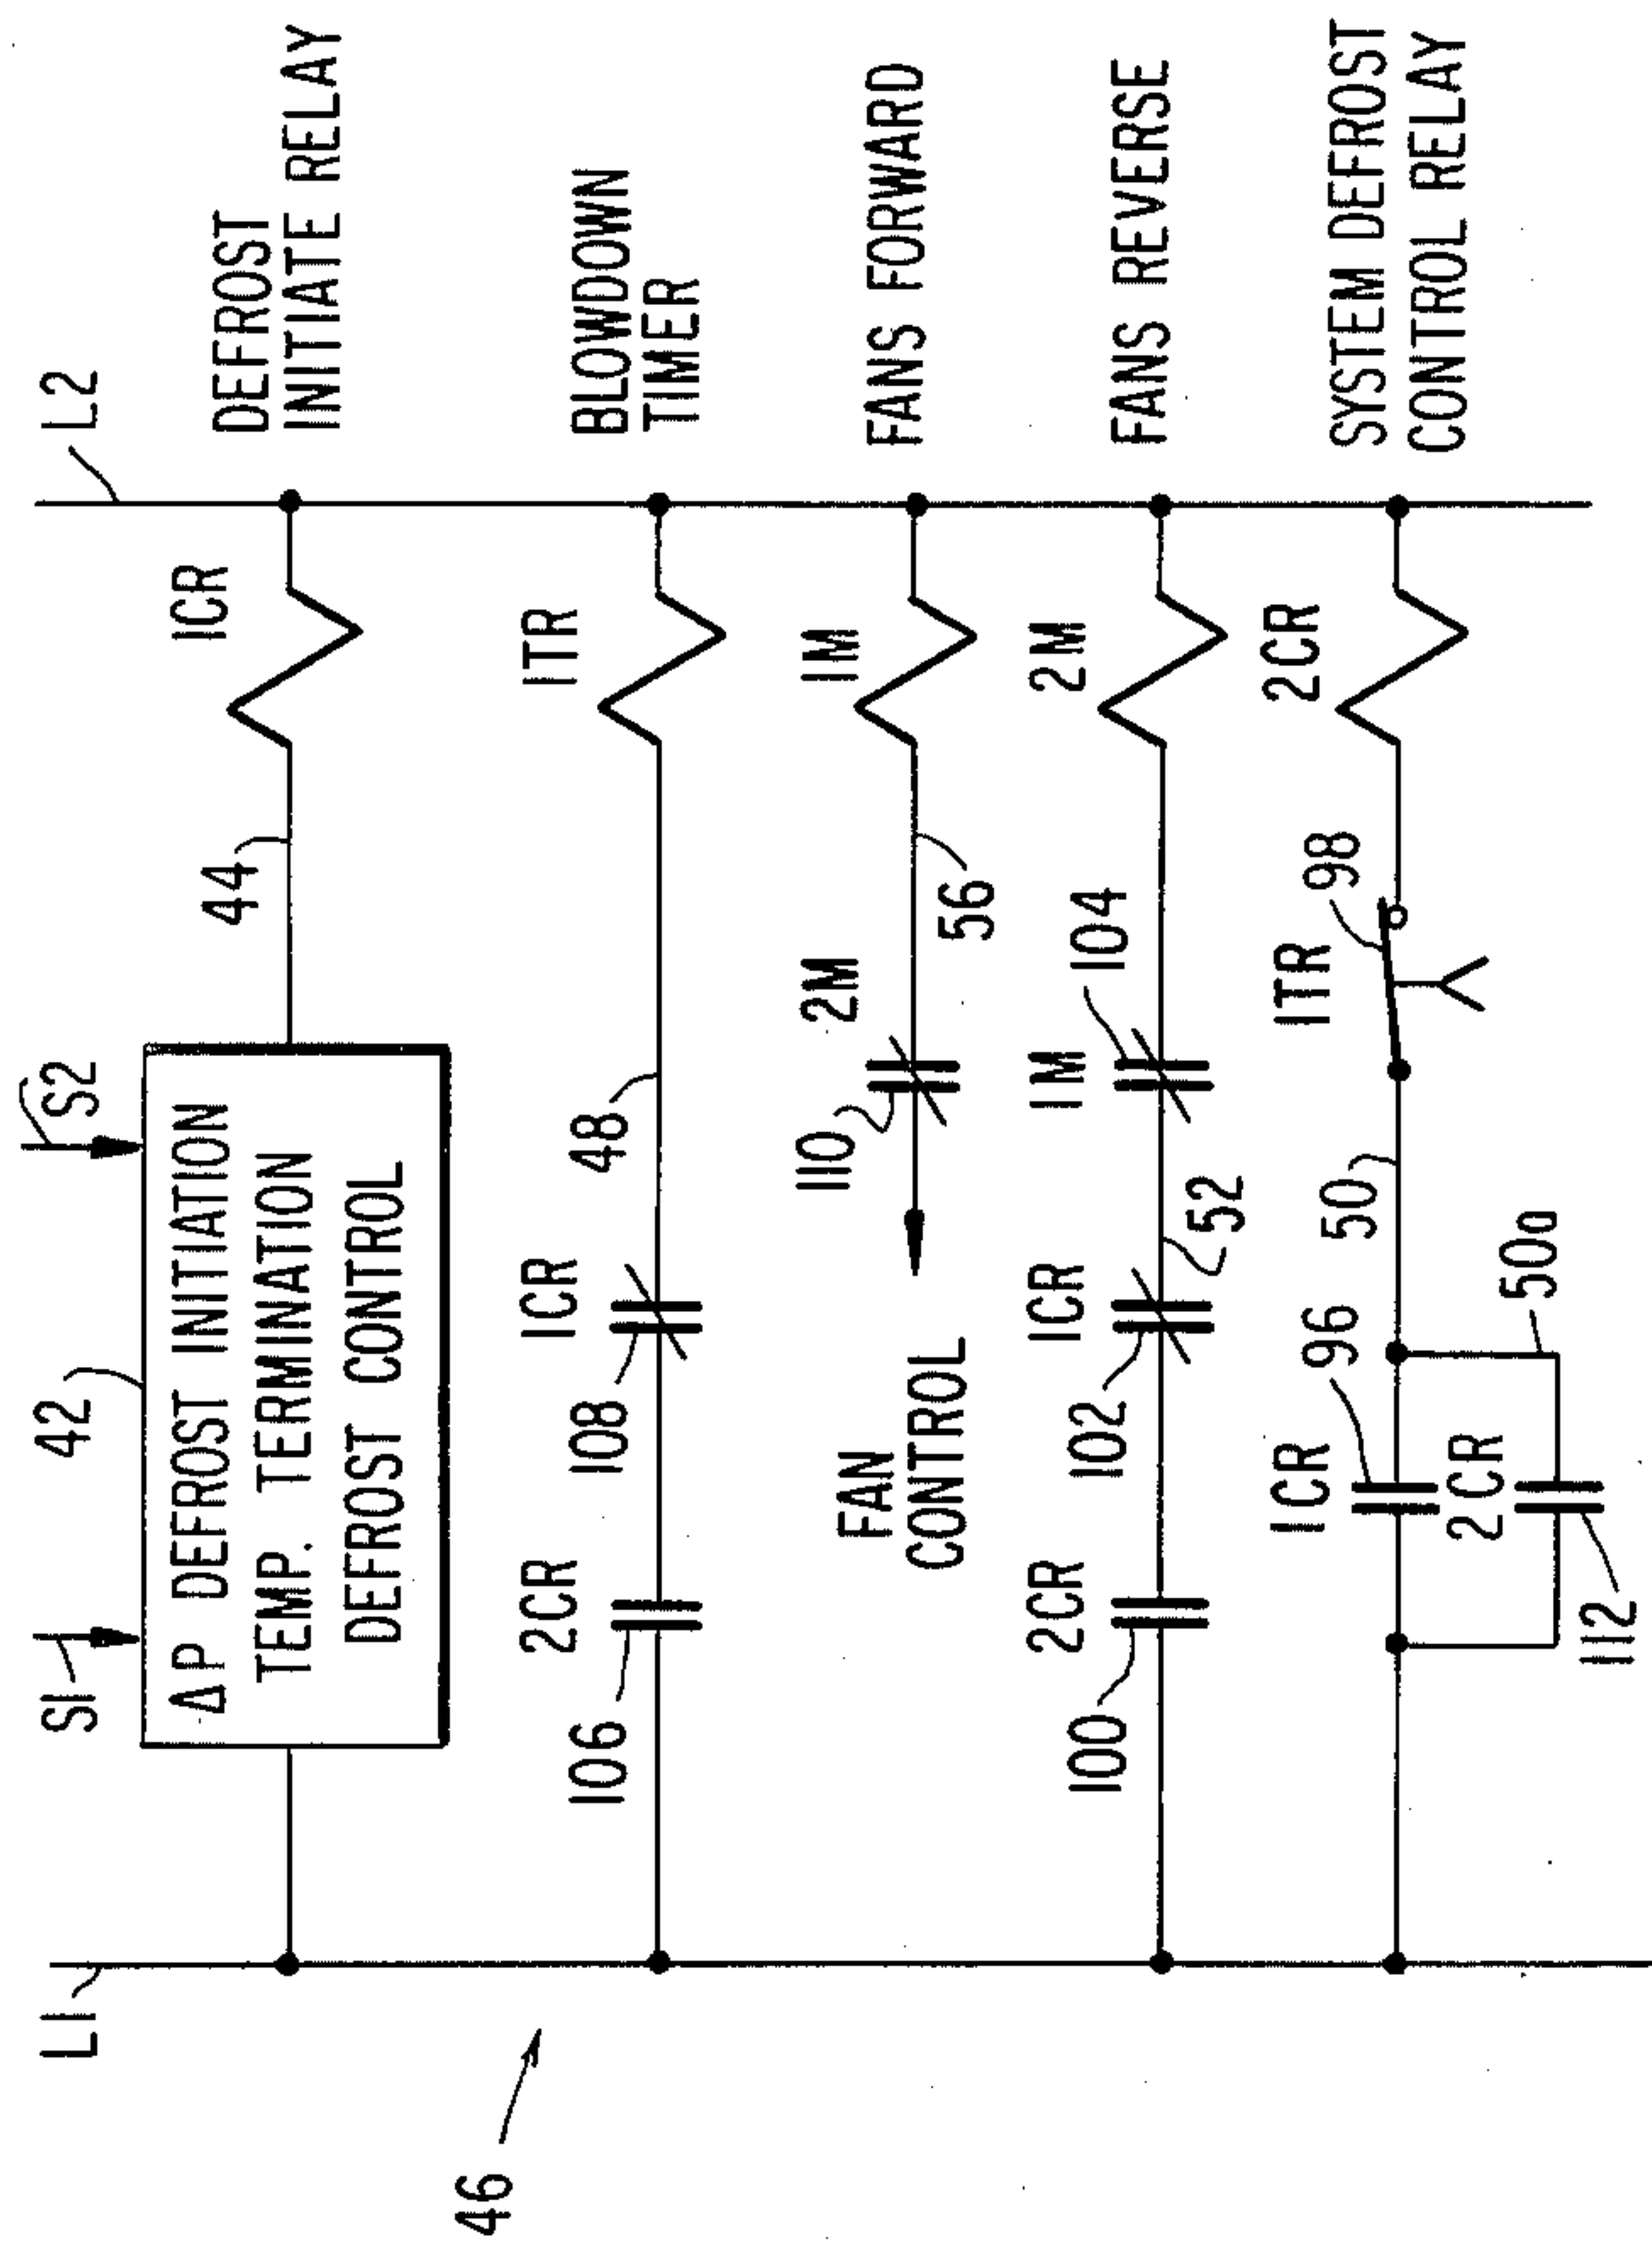 46
L1
L2
S1
42
S2
ΔP DEFROST INITIATION
TEMP. TERMINATION
DEFROST CONTROL
44
1CR
DEFROST
INITIATE RELAY
106
2CR
108
1CR
48
1TR
BLOWDOWN
TIMER
FAN
CONTROL
110
2M
56
1M
FANS FORWARD
100
2CR
102
1CR
52
1M
104
2M
FANS REVERSE
1CR
96
50
1TR
98
2CR
SYSTEM DEFROST
CONTROL RELAY
2CR
112
50a